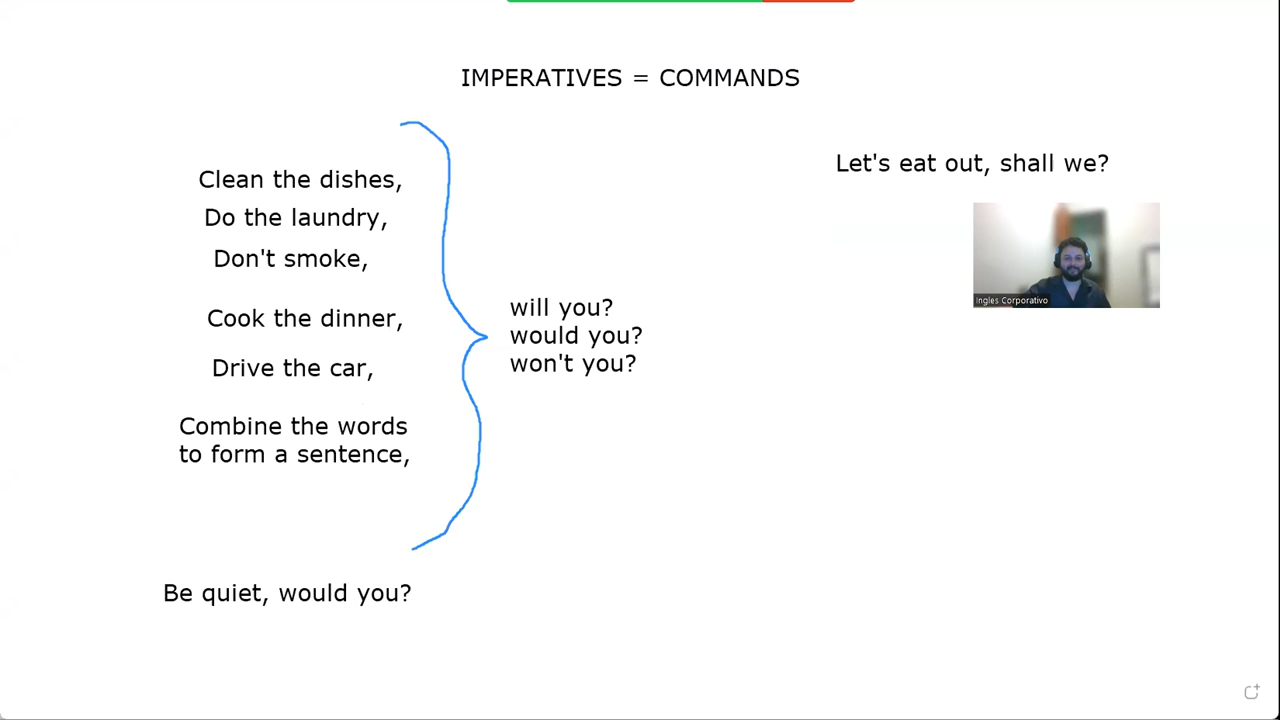 IMPERATIVES = COMMANDS
Let's eat out, shall we?
Clean the dishes,
Do the laundry,
Don't smoke,
Cook the dinner,
Drive the car,
Combine the words
to form a sentence,
will you?
would you?
won't you?
Ingles Corporativo
Be quiet, would you?